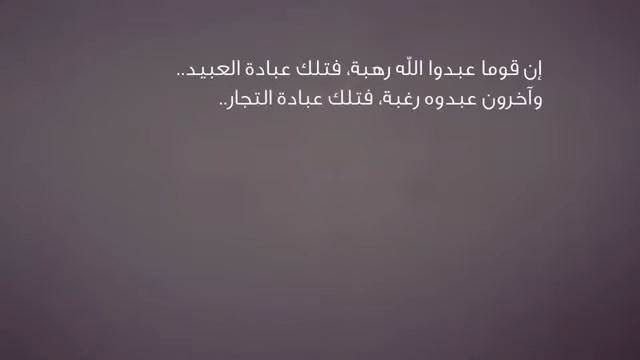 إن قوما عبدوا الله رهبة، فتلك عبادة العبيد..
وآخرون عبدوه رغبة، فتلك عبادة التجار..